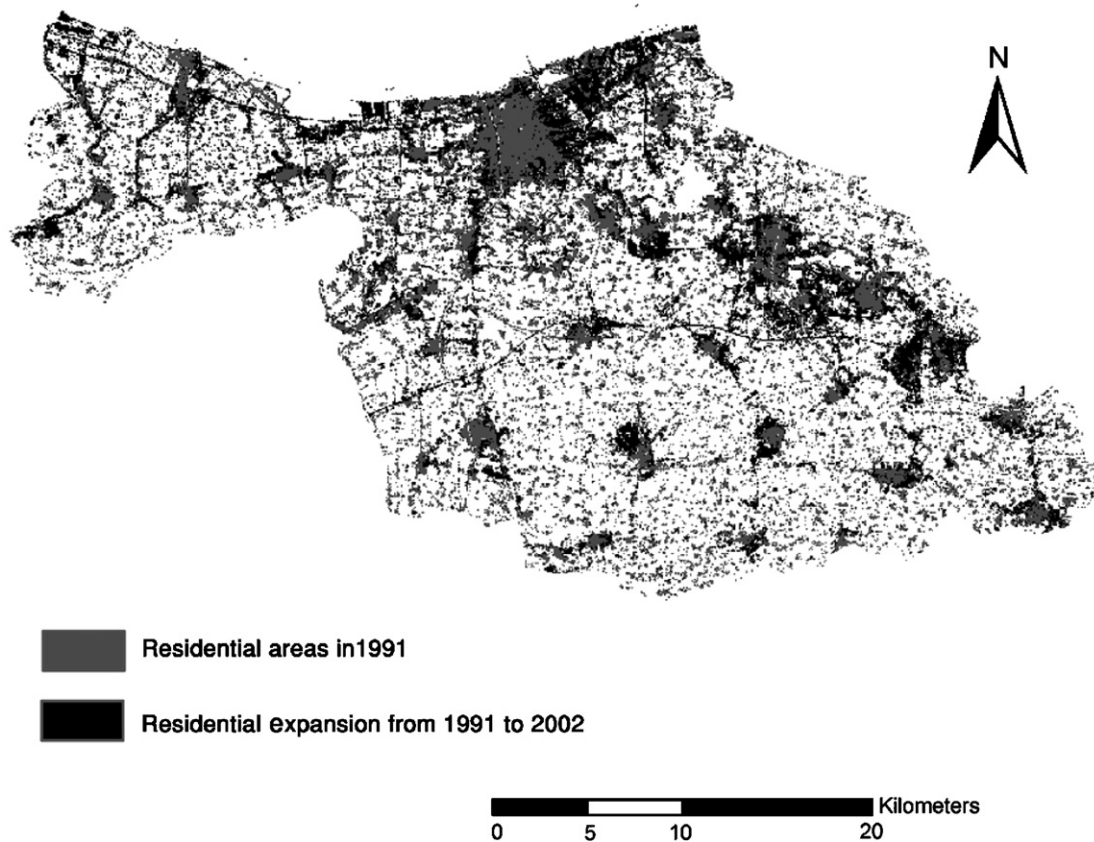 N
Residential areas in1991
Residential expansion from 1991 to 2002
Kilometers
0 5 10 20